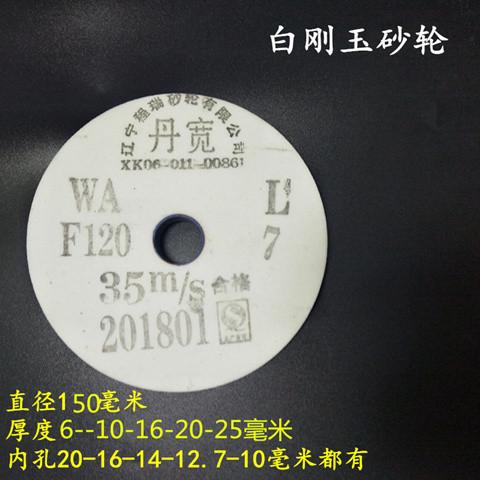 白刚玉砂轮
辽宁程瑞砂轮有限公司
丹宽
XK06-011-00861
WA L
F120 7
35m/s 合格
201801
直径150毫米
厚度6--10-16-20-25毫米
内孔20-16-14-12.7-10毫米都有